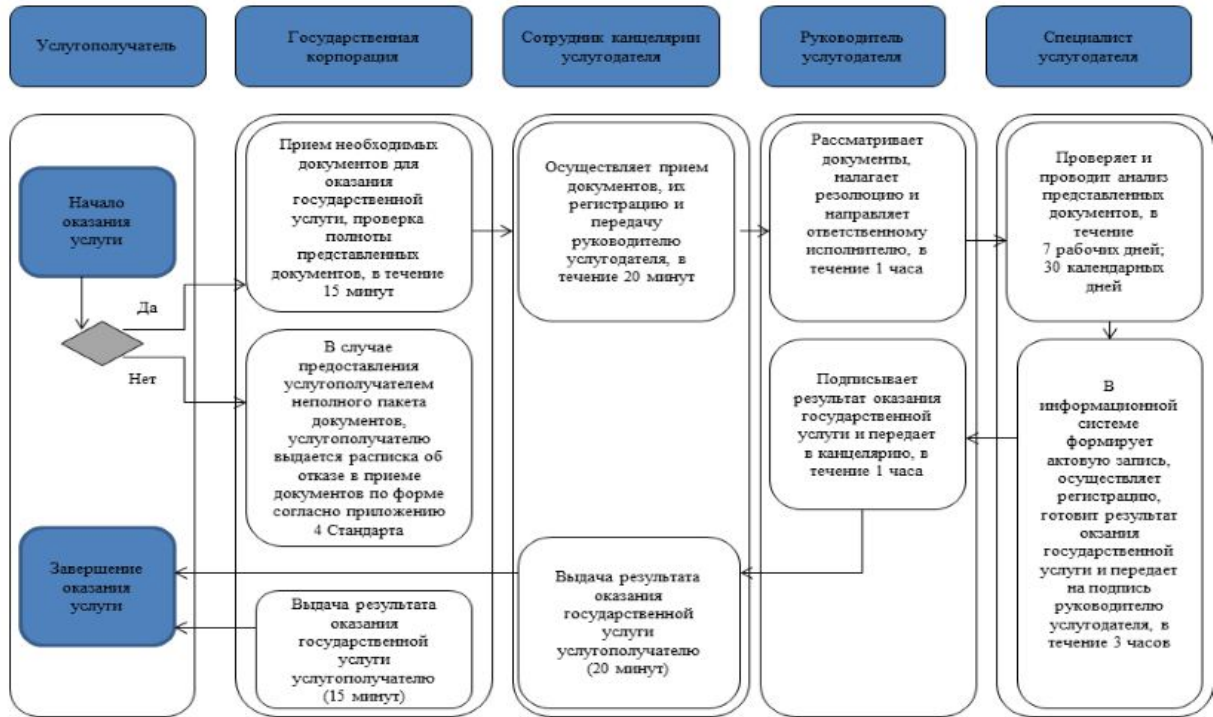 Услугополучатель
Государственная
корпорация
Сотрудник канцелярии
услугодателя
Руководитель
услугодателя
Специалист
услугодателя
Начало
оказания
услуги
Да
Нет
Завершение
оказания
услуги
Прием необходимых
документов для
оказания
государственной
услуги, проверка
полноты
представленных
документов, в течение
15 минут
В случае
предоставления
услугополучателем
неполного пакета
документов,
услугополучателю
выдается расписка об
отказе в приеме
документов по форме
согласно приложению
4 Стандарта
Выдача результата
оказания
государственной
услуги
услугополучателю
(15 минут)
Осуществляет прием
документов, их
регистрацию и
передачу
руководителю
услугодателя, в
течение 20 минут
Выдача результата
оказания
государственной
услуги
услугополучателю
(20 минут)
Рассматривает
документы,
налагает
резолюцию и
направляет
ответственному
исполнителю, в
течение 1 часа
Подписывает
результат оказания
государственной
услуги и передает
в канцелярию, в
течение 1 часа
Проверяет и
проводит анализ
представленных
документов, в
течение
7 рабочих дней;
30 календарных
дней
В
информационной
системе
формирует
актовую запись,
осуществляет
регистрацию,
готовит результат
окзания
государственной
услуги и передает
на подпись
руководителю
услугодателя, в
течение 3 часов